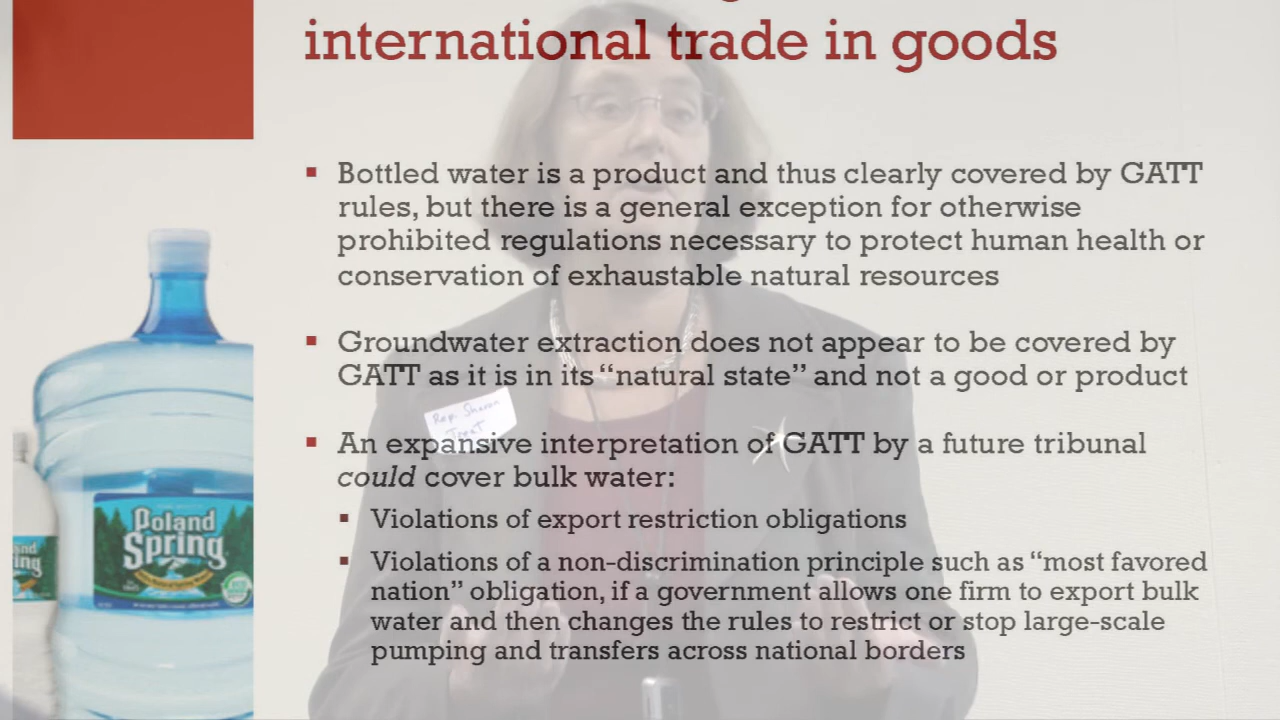 international trade in goods
Bottled water is a product and thus clearly covered by GATT
rules, but there is a general exception for otherwise
prohibited regulations necessary to protect human health or
conservation of exhaustable natural resources
Groundwater extraction does not appear to be covered by
GATT as it is in its “natural state” and not a good or product
Rep. Sharon
Treat
An expansive interpretation of GATT by a future tribunal
could cover bulk water:
Violations of export restriction obligations
Violations of a non-discrimination principle such as “most favored
nation” obligation, if a government allows one firm to export bulk
water and then changes the rules to restrict or stop large-scale
pumping and transfers across national borders
Poland
Spring